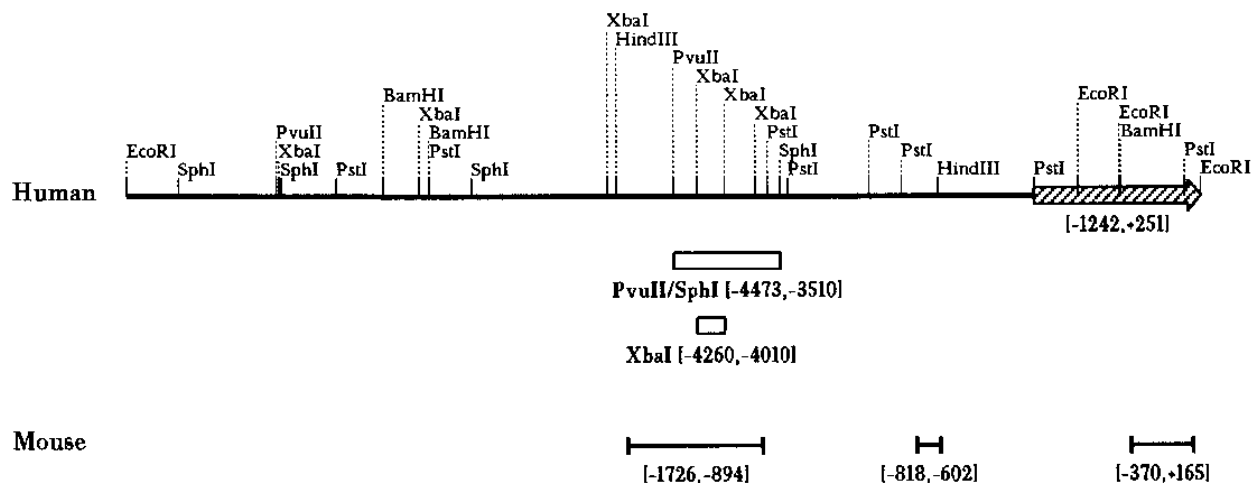 XbaI
HindIII
PvuII
XbaI
BamHI XbaI EcoRI
XbaI XbaI EcoRI
PvuII BamHI PstI PstI BamHI
EcoRI XbaI PstI SphI PstI PstI
SphI SphI PstI SphI PstI HindIII PstI EcoRI
Human
[-1242,+251]
PvuII/SphI [-4473,-3510]
XbaI [-4260,-4010]
Mouse
[-1726,-894] [-818,-602] [-370,+165]